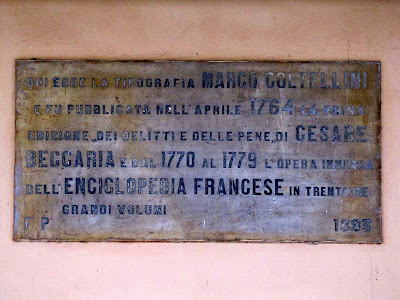 QUI EBBE LA TIPOGRAFIA MARCO COLTELLINI
E FU PUBBLICATA NELL'APRILE 1764 LA PRIMA
EDIZIONE „DEI DELITTI E DELLE PENE„ DI CESARE
BECCARIA E DAL 1770 AL 1779 L'OPERA IMMENSA
DELL'ENCICLOPEDIA FRANCESE IN TRENTATRE
GRANDI VOLUMI
F P 1885